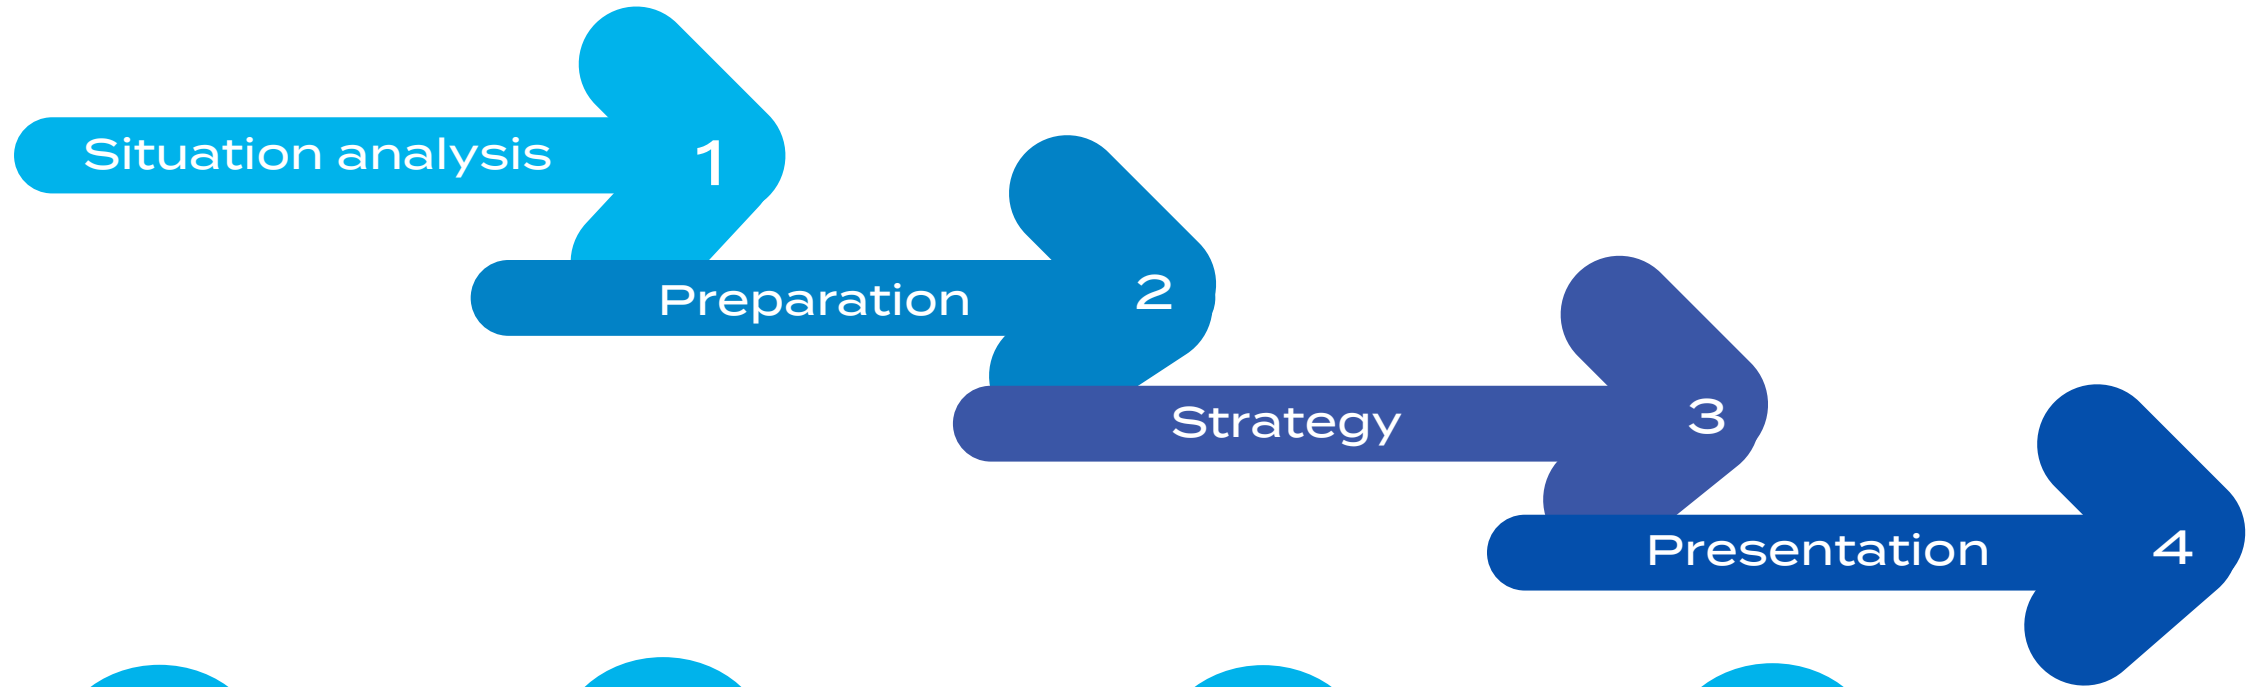 Situation analysis 1
Preparation 2
Strategy 3
Presentation 4